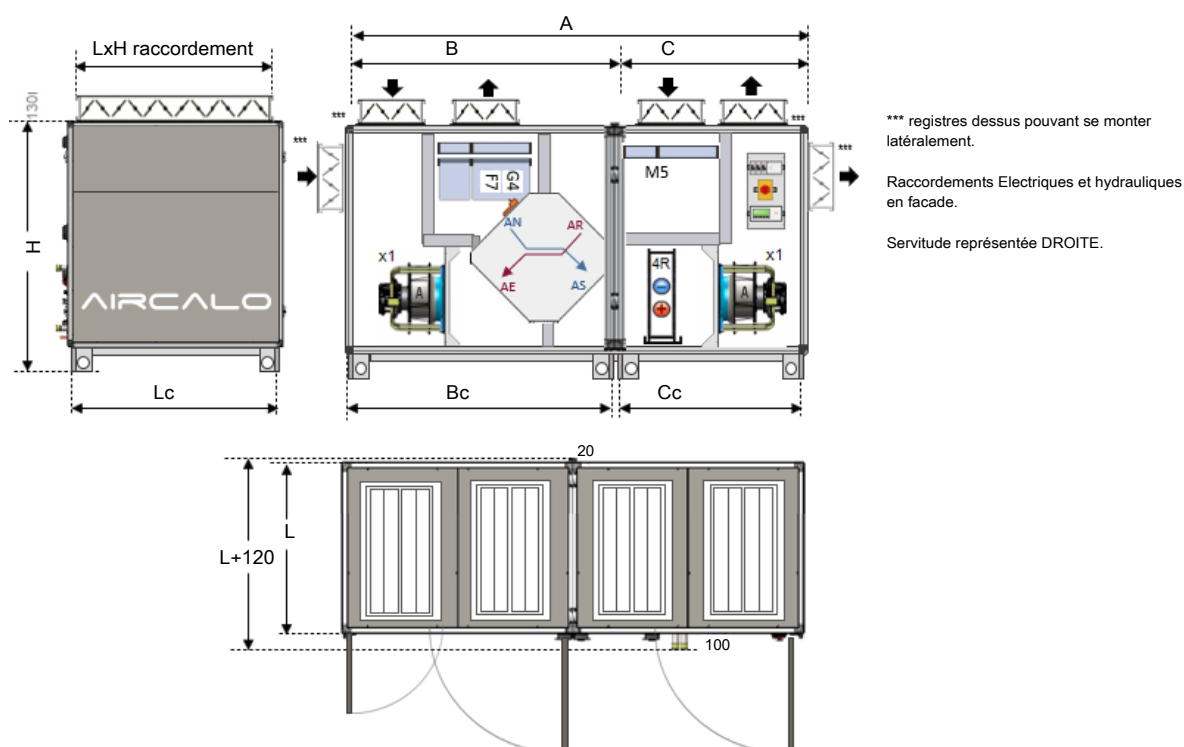 A
LxH raccordement
B
C
130
***
***
*** registres dessus pouvant se monter
latéralement.
***
***
Raccordements Electriques et hydrauliques
en facade.
Servitude représentée DROITE.
G4
F7
M5
AN
AR
AE
AS
H
x1
A
4R
x1
A
AIRCALO
Lc
Bc
Cc
20
L
L+120
100